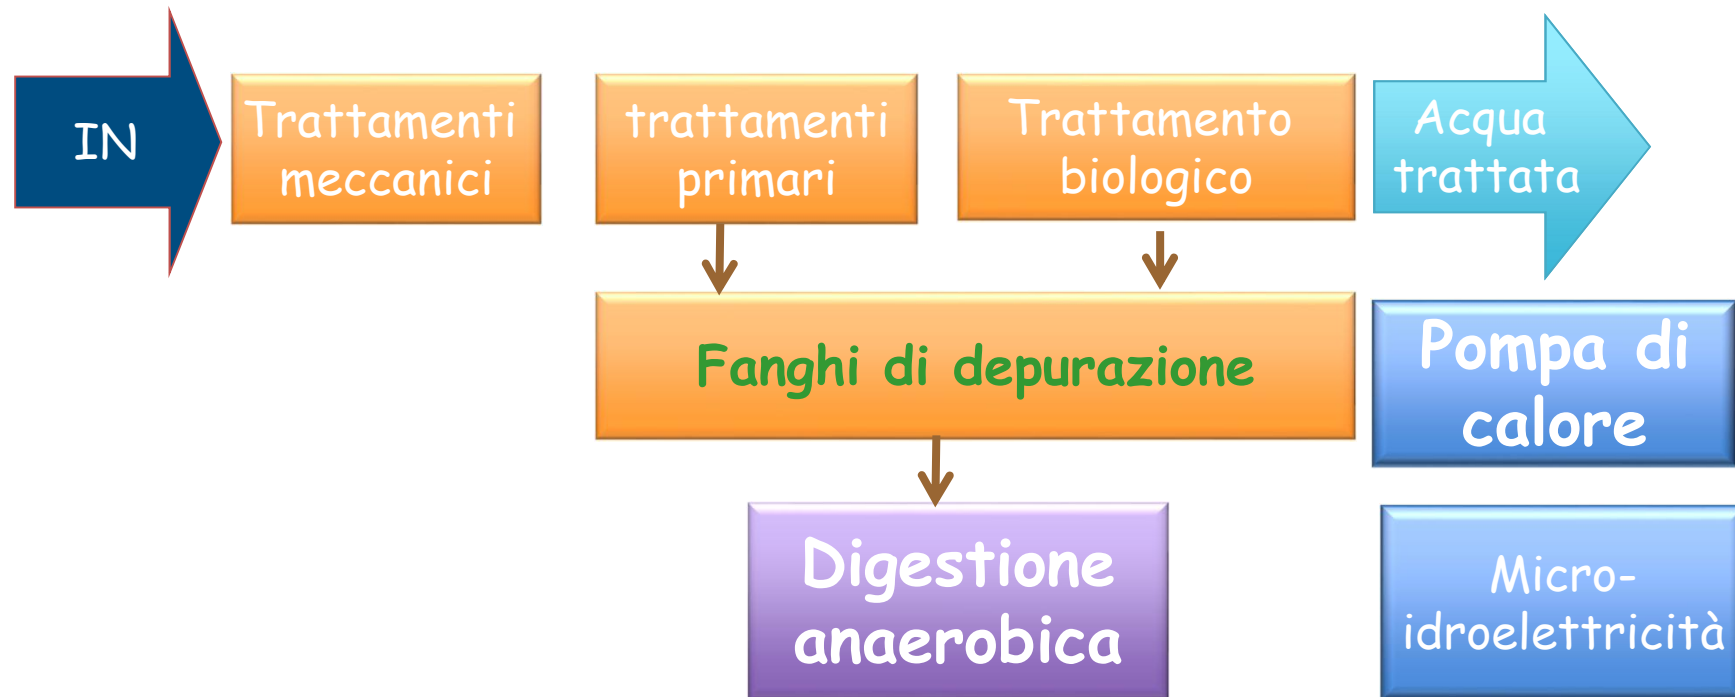 IN
Trattamenti
meccanici
trattamenti
primari
Trattamento
biologico
Acqua
trattata
Fanghi di depurazione
Pompa di
calore
Digestione
anaerobica
Micro-
idroelettricità